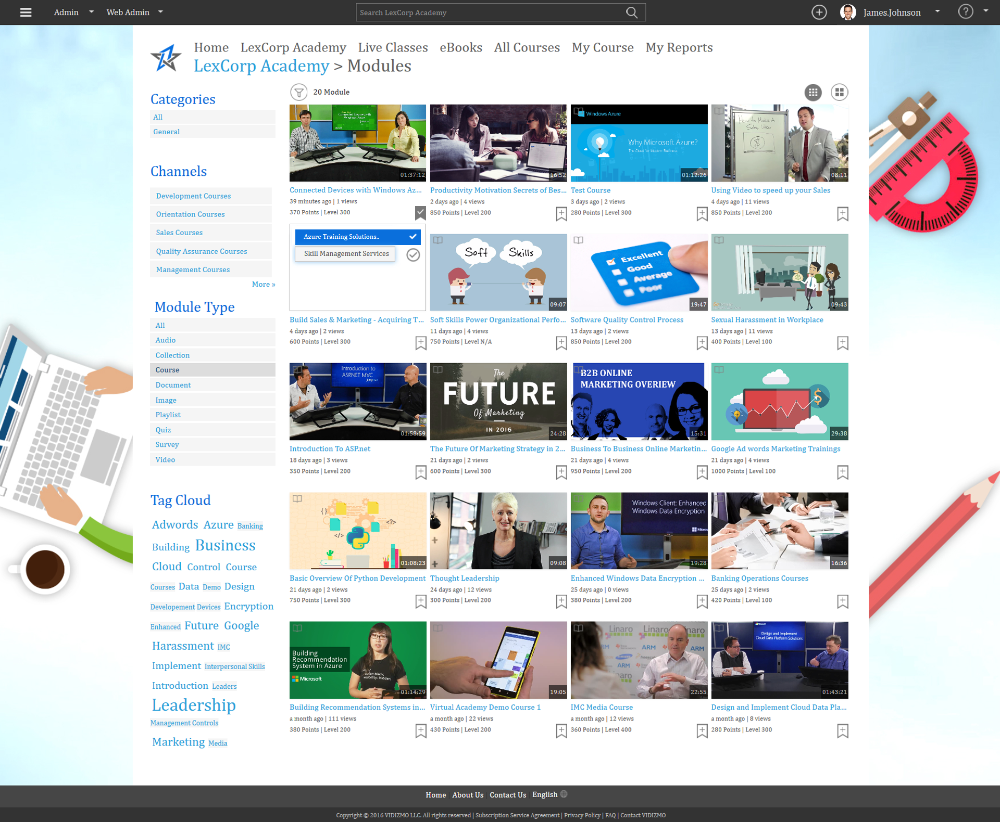 Admin Web Admin Search LexCorp Academy James.Johnson ?
Home LexCorp Academy Live Classes eBooks All Courses My Course My Reports
LexCorp Academy > Modules
Categories
All
General
Channels
Development Courses
Orientation Courses
Sales Courses
Quality Assurance Courses
Management Courses
More »
Module Type
All
Audio
Collection
Course
Document
Image
Playlist
Quiz
Survey
Video
Tag Cloud
Adwords Azure Banking
Building Business
Cloud Control Course
Courses Data Demo Design
Developement Devices Encryption
Enhanced Future Google
Harassment IMC
Implement Interpersonal Skills
Introduction Leaders
Leadership
Management Controls
Marketing Media
20 Module
Connected Devices with
Windows Azure
01:37:12
Connected Devices with Windows Az...
39 minutes ago | 1 views
370 Points | Level 300
16:52
Productivity Motivation Secrets of Bes...
2 days ago | 4 views
850 Points | Level 200
Windows Azure
Why Microsoft Azure?
The Cloud for Modern Business
01:12:26
Test Course
3 days ago | 2 views
280 Points | Level 300
How to Make A
Sales Video
$
08:11
Using Video to speed up your Sales
4 days ago | 11 views
850 Points | Level 200
Azure Training Solutions..
Skill Management Services
Build Sales & Marketing - Acquiring T...
4 days ago | 2 views
600 Points | Level 300
Soft Skills
09:07
Soft Skills Power Organizational Perfo...
11 days ago | 4 views
750 Points | Level N/A
Excellent
Good
Average
Poor
19:47
Software Quality Control Process
13 days ago | 2 views
850 Points | Level 200
$
09:43
Sexual Harassment in Workplace
13 days ago | 11 views
400 Points | Level 100
Introduction to
ASP.NET MVC
Jump
01:58:59
Introduction To ASP.net
18 days ago | 3 views
350 Points | Level 200
The
FUTURE
Of Marketing
IN 2016
24:28
The Future Of Marketing Strategy in 2...
21 days ago | 2 views
600 Points | Level 300
B2B ONLINE
MARKETING OVERIEW
15:31
Business To Business Online Marketin...
21 days ago | 4 views
950 Points | Level 200
$
29:38
Google Ad words Marketing Trainings
21 days ago | 4 views
1000 Points | Level 100
{}
<?>
</>
01:08:23
Basic Overview Of Python Development
21 days ago | 2 views
750 Points | Level 300
09:08
Thought Leadership
24 days ago | 12 views
300 Points | Level 200
Windows Client: Enhanced
Windows Data Encryption
Micros
19:28
Enhanced Windows Data Encryption ...
25 days ago | 0 views
380 Points | Level 200
16:36
Banking Operations Courses
25 days ago | 2 views
420 Points | Level 100
Building
Recommendation
System in Azure
Microsoft
color: black;
visibility: hidden;
01:14:29
Building Recommendation Systems in...
a month ago | 111 views
380 Points | Level 200
19:05
Virtual Academy Demo Course 1
a month ago | 22 views
430 Points | Level 200
Linaro Linaro naro
ARM ARM
ARM freescale
Linaro
22:55
IMC Media Course
a month ago | 12 views
360 Points | Level 400
Microsoft
Design and Implement
Cloud Data Platform Solutions
01:43:21
Design and Implement Cloud Data Pla...
a month ago | 8 views
280 Points | Level 300
Home About Us Contact Us English
Copyright © 2016 VIDIZMO LLC. All rights reserved | Subscription Service Agreement | Privacy Policy | FAQ | Contact VIDIZMO